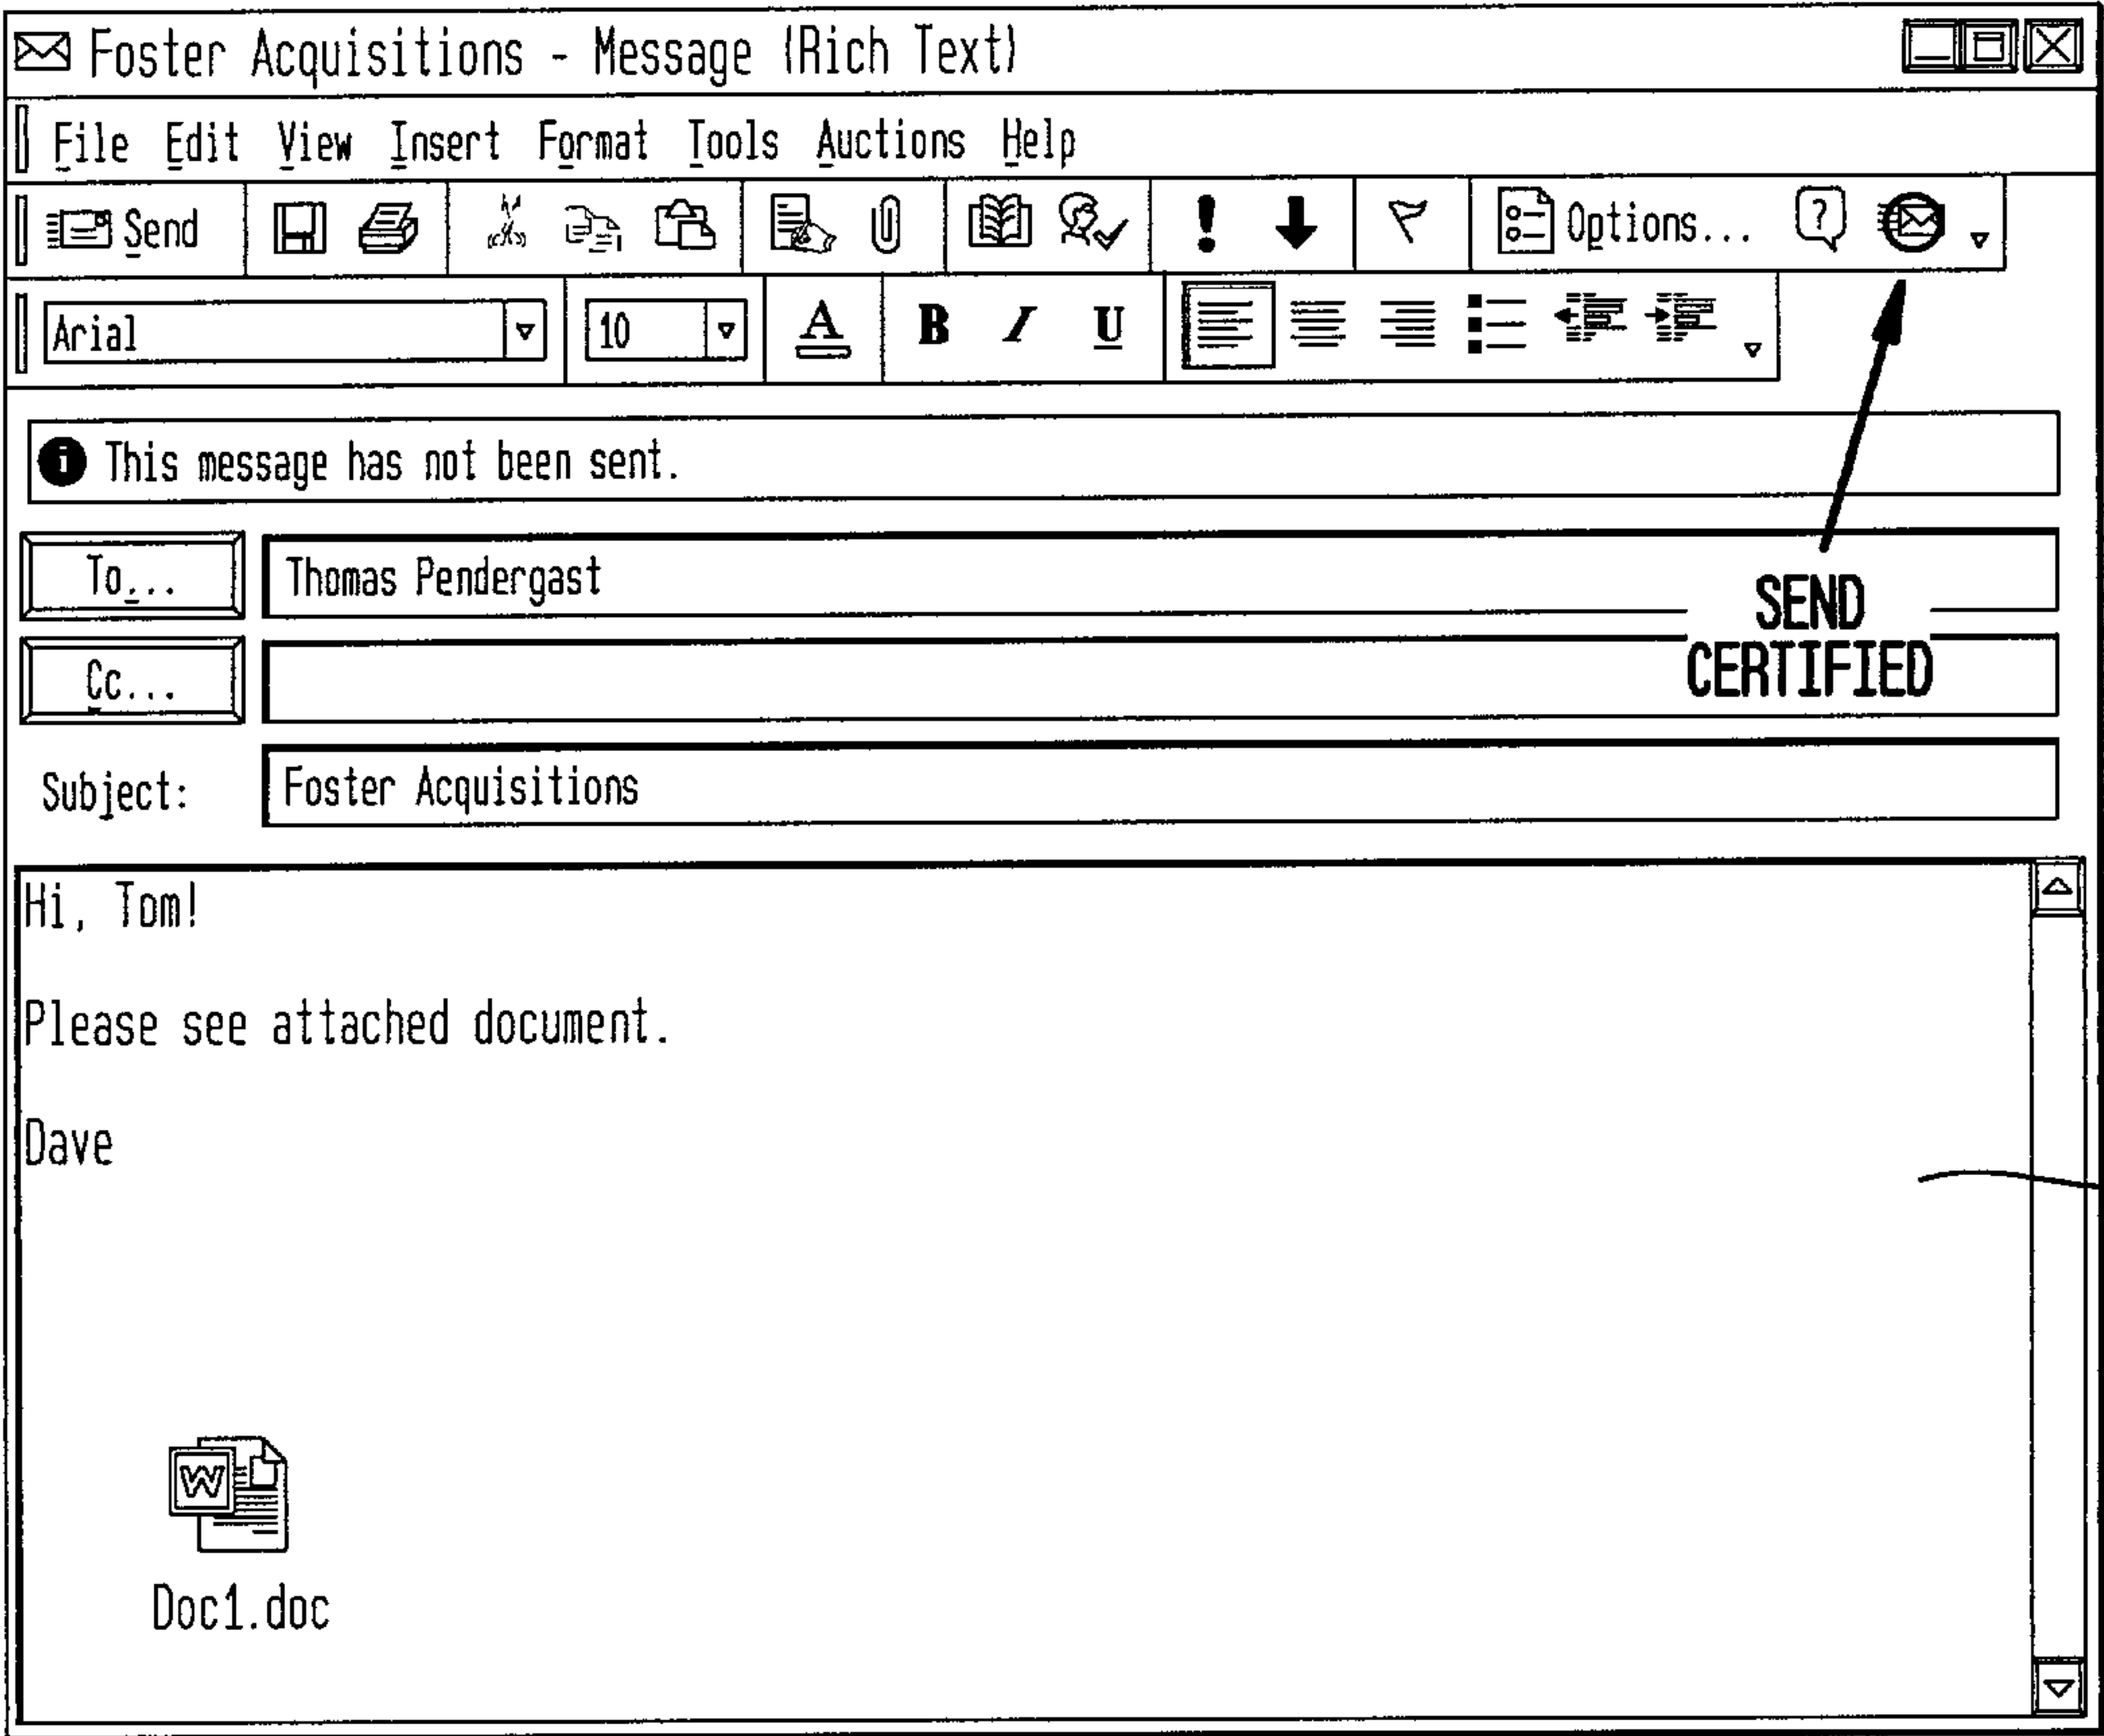 Foster Acquisitions - Message (Rich Text)
File Edit View Insert Format Tools Auctions Help
Send ! Options... ?
Arial 10 A B I U
i This message has not been sent.
To... Thomas Pendergast
SEND
CERTIFIED
Cc...
Subject: Foster Acquisitions
Hi, Tom!
Please see attached document.
Dave
W
Doc1.doc